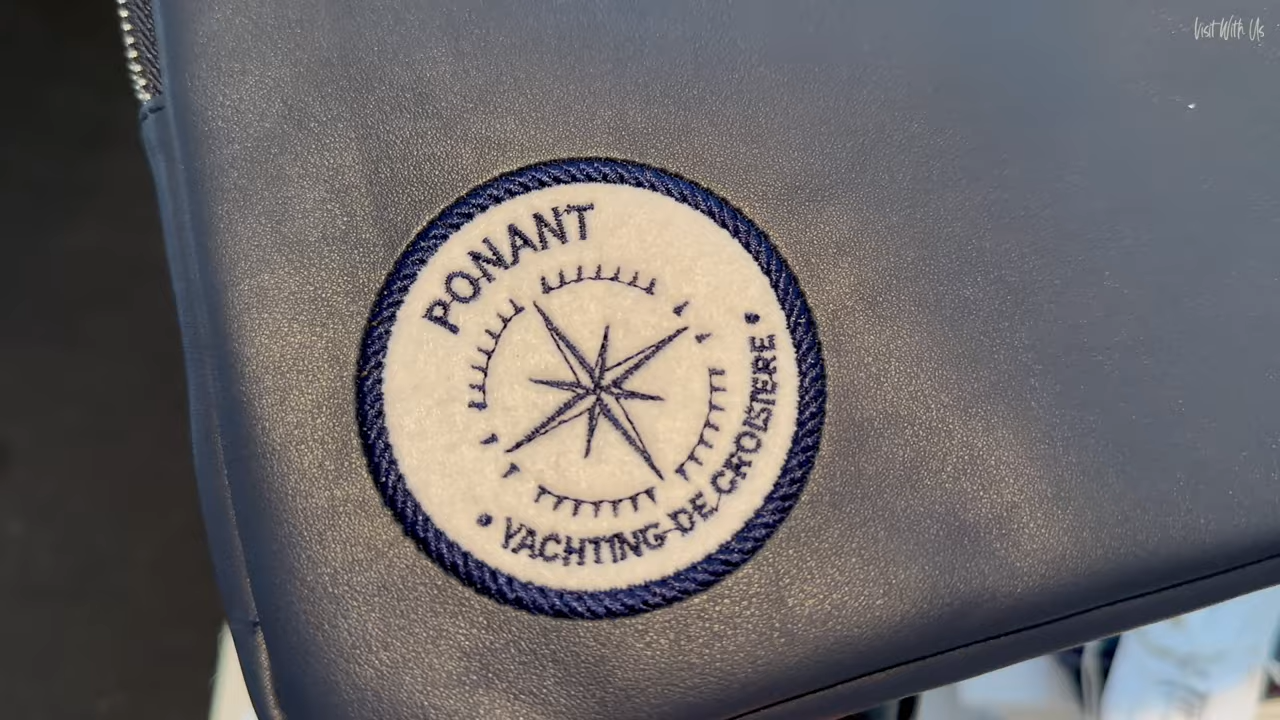 Visit With Us
PONANT
• YACHTING DE CROISIERE •